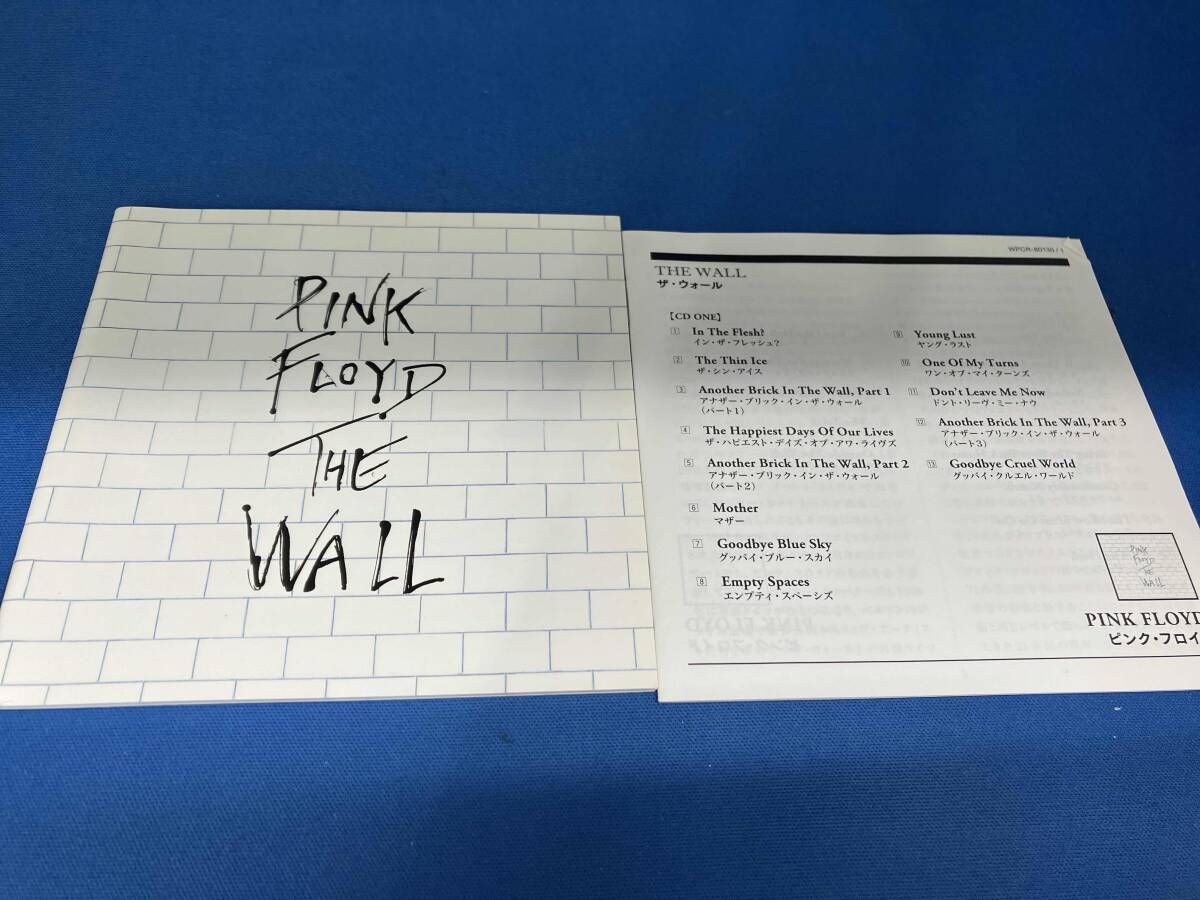 PINK
FLOYD
THE
WALL
WPCR-80130/1
THE WALL
ザ・ウォール
【CD ONE】
1 In The Flesh?
イン・ザ・フレッシュ?
2 The Thin Ice
ザ・シン・アイス
3 Another Brick In The Wall, Part 1
アナザー・ブリック・イン・ザ・ウォール
(パート1)
4 The Happiest Days Of Our Lives
ザ・ハピエスト・デイズ・オブ・アワ・ライヴズ
5 Another Brick In The Wall, Part 2
アナザー・ブリック・イン・ザ・ウォール
(パート2)
6 Mother
マザー
7 Goodbye Blue Sky
グッバイ・ブルー・スカイ
8 Empty Spaces
エンプティ・スペーシズ
9 Young Lust
ヤング・ラスト
10 One Of My Turns
ワン・オブ・マイ・ターンズ
11 Don't Leave Me Now
ドント・リーヴ・ミー・ナウ
12 Another Brick In The Wall, Part 3
アナザー・ブリック・イン・ザ・ウォール
(パート3)
13 Goodbye Cruel World
グッバイ・クルエル・ワールド
PINK
FLOYD
THE
WALL
PINK FLOYD
ピンク・フロイ